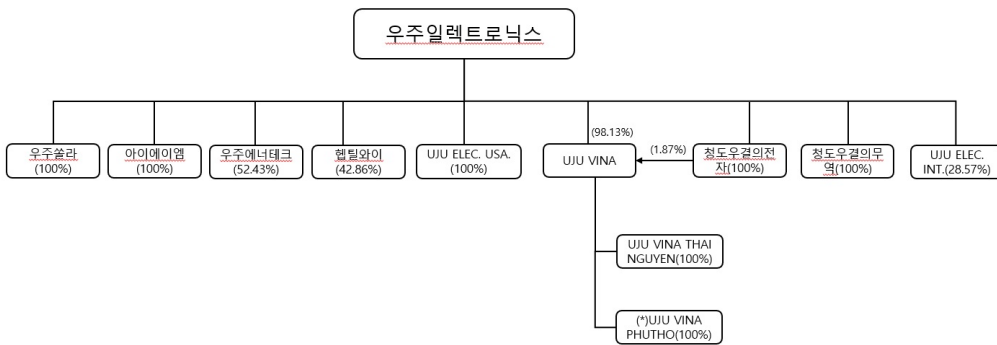 우주일렉트로닉스
(98.13%)
우주쏠라
(100%)
아이에이엠
(100%)
우주에너테크
(52.43%)
헵틸와이
(42.86%)
UJU ELEC. USA.
(100%)
UJU VINA
(1.87%)
청도우결의전
자(100%)
청도우결의무
역(100%)
UJU ELEC.
INT.(28.57%)
UJU VINA THAI
NGUYEN(100%)
(*)UJU VINA
PHUTHO(100%)